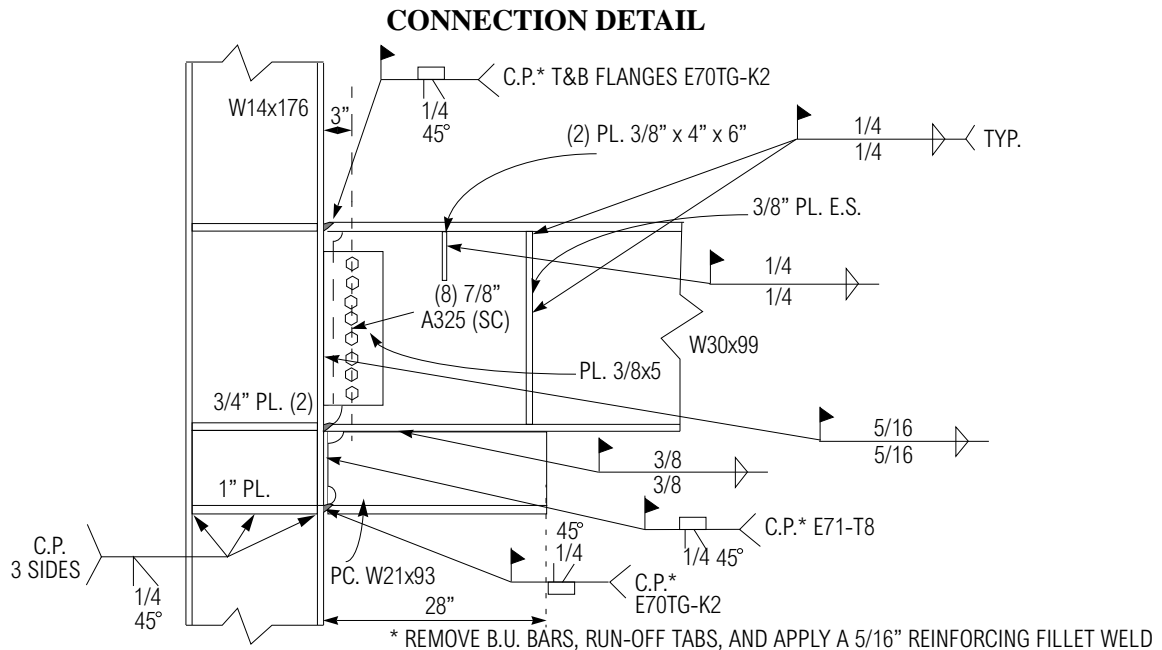 CONNECTION DETAIL
W14x176
3”
C.P.* T&B FLANGES E70TG-K2
1/4
45°
(2) PL. 3/8” x 4” x 6”
1/4
1/4
TYP.
3/8” PL. E.S.
1/4
1/4
(8) 7/8”
A325 (SC)
W30x99
PL. 3/8x5
3/4” PL. (2)
5/16
5/16
3/8
3/8
1” PL.
C.P.* E71-T8
1/4 45°
C.P.
3 SIDES
1/4
45°
PC. W21x93
45°
1/4
C.P.*
E70TG-K2
28”
* REMOVE B.U. BARS, RUN-OFF TABS, AND APPLY A 5/16” REINFORCING FILLET WELD